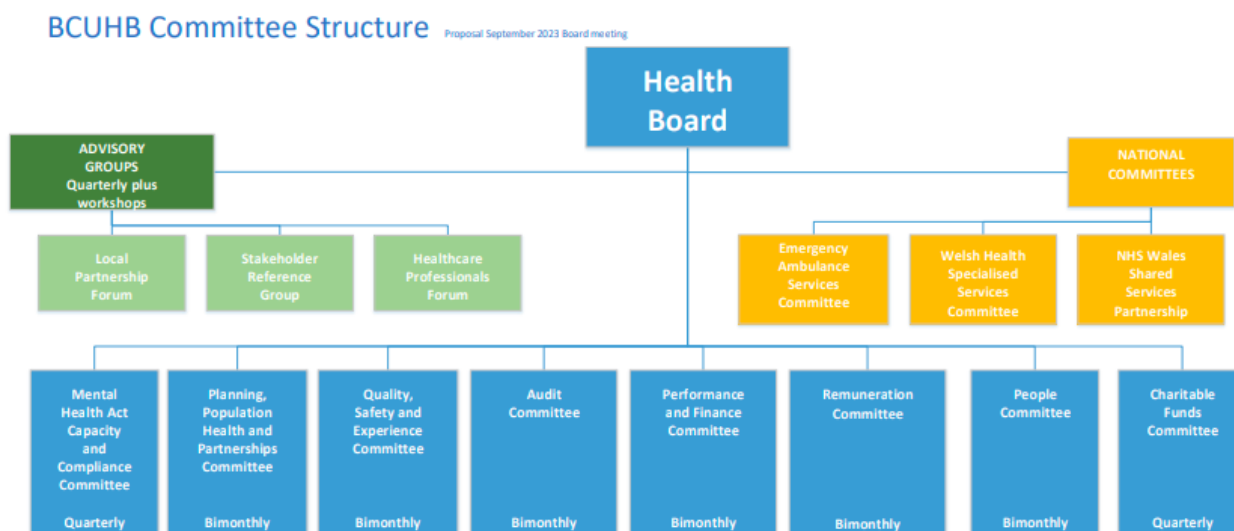 BCUHB Committee Structure Proposal September 2023 Board meeting
Health
Board
ADVISORY
GROUPS
Quarterly plus
workshops
NATIONAL
COMMITTEES
Local
Partnership
Forum
Stakeholder
Reference
Group
Healthcare
Professionals
Forum
Emergency
Ambulance
Services
Committee
Welsh Health
Specialised
Services
Committee
NHS Wales
Shared
Services
Partnership
Mental
Health Act
Capacity
and
Compliance
Committee
Quarterly
Planning,
Population
Health and
Partnerships
Committee
Bimonthly
Quality,
Safety and
Experience
Committee
Bimonthly
Audit
Committee
Bimonthly
Performance
and Finance
Committee
Bimonthly
Remuneration
Committee
Bimonthly
People
Committee
Bimonthly
Charitable
Funds
Committee
Quarterly